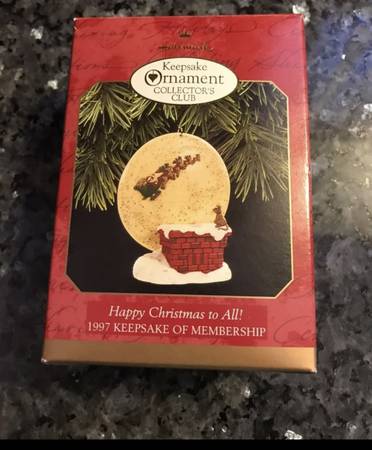 Hallmark
Keepsake
Ornament
COLLECTOR'S
CLUB
Happy Christmas to All!
1997 KEEPSAKE OF MEMBERSHIP